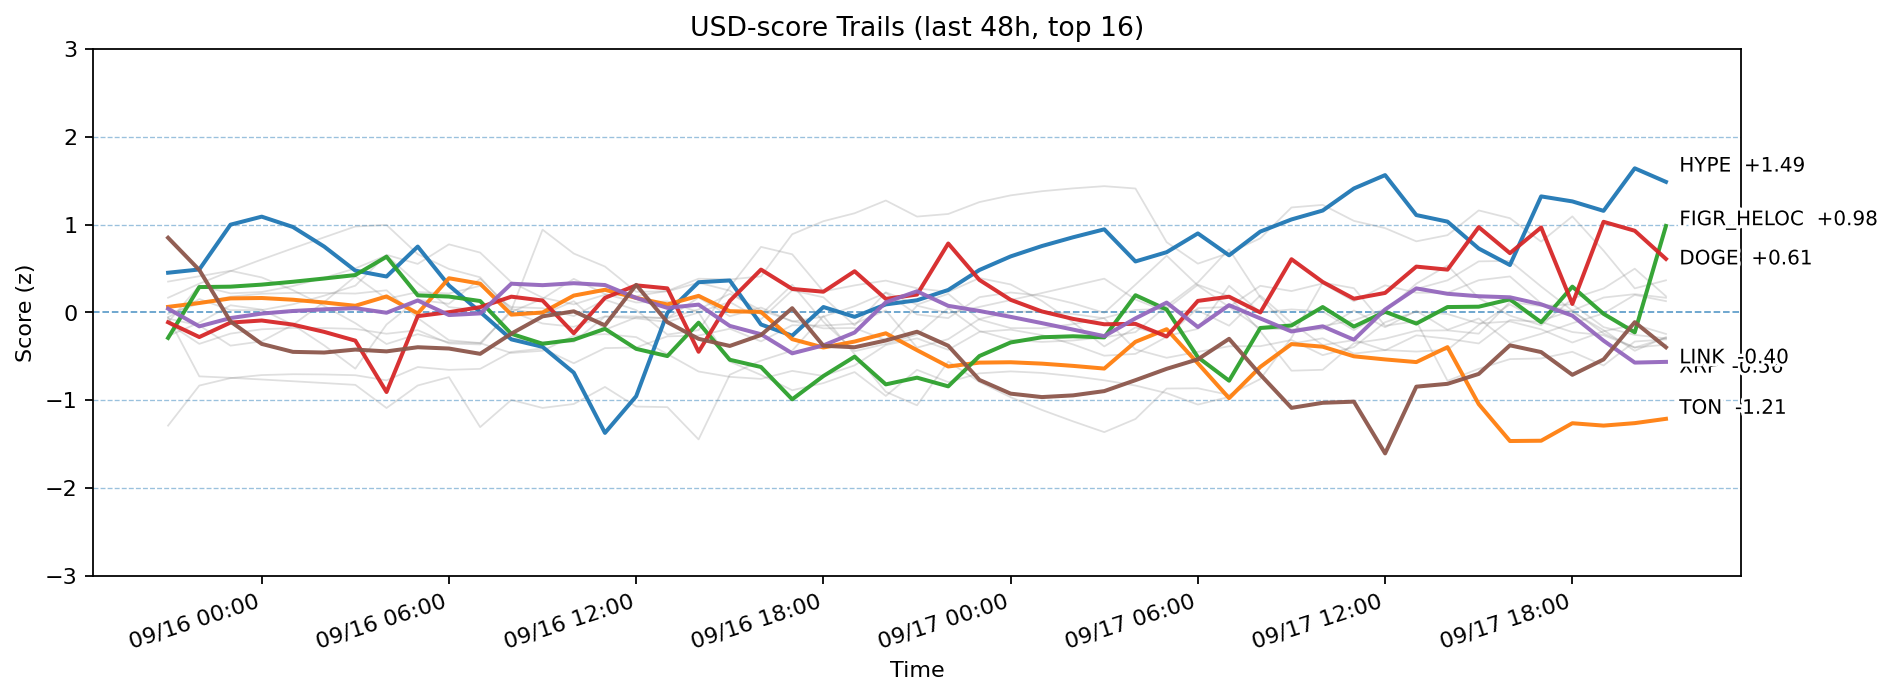 USD-score Trails (last 48h, top 16)
Score (z)
3
2
1
0
−1
−2
−3
HYPE +1.49
FIGR_HELOC +0.98
DOGE +0.61
LINK -0.40
TON -1.21
09/16 00:00
09/16 06:00
09/16 12:00
09/16 18:00
09/17 00:00
09/17 06:00
09/17 12:00
09/17 18:00
Time